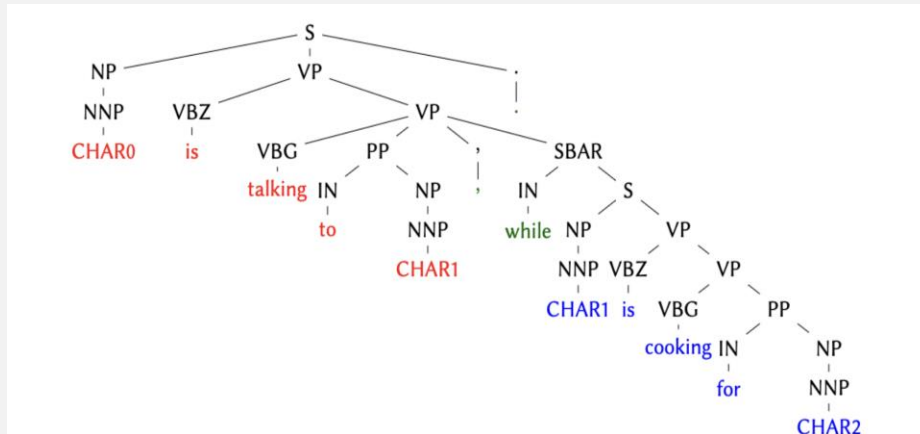 S
NP VP .
NNP VBZ VP .
CHAR0 is VBG PP , SBAR
talking IN NP , IN S
to NNP while NP VP
CHAR1 NNP VBZ VP
CHAR1 is VBG PP
cooking IN NP
for NNP
CHAR2